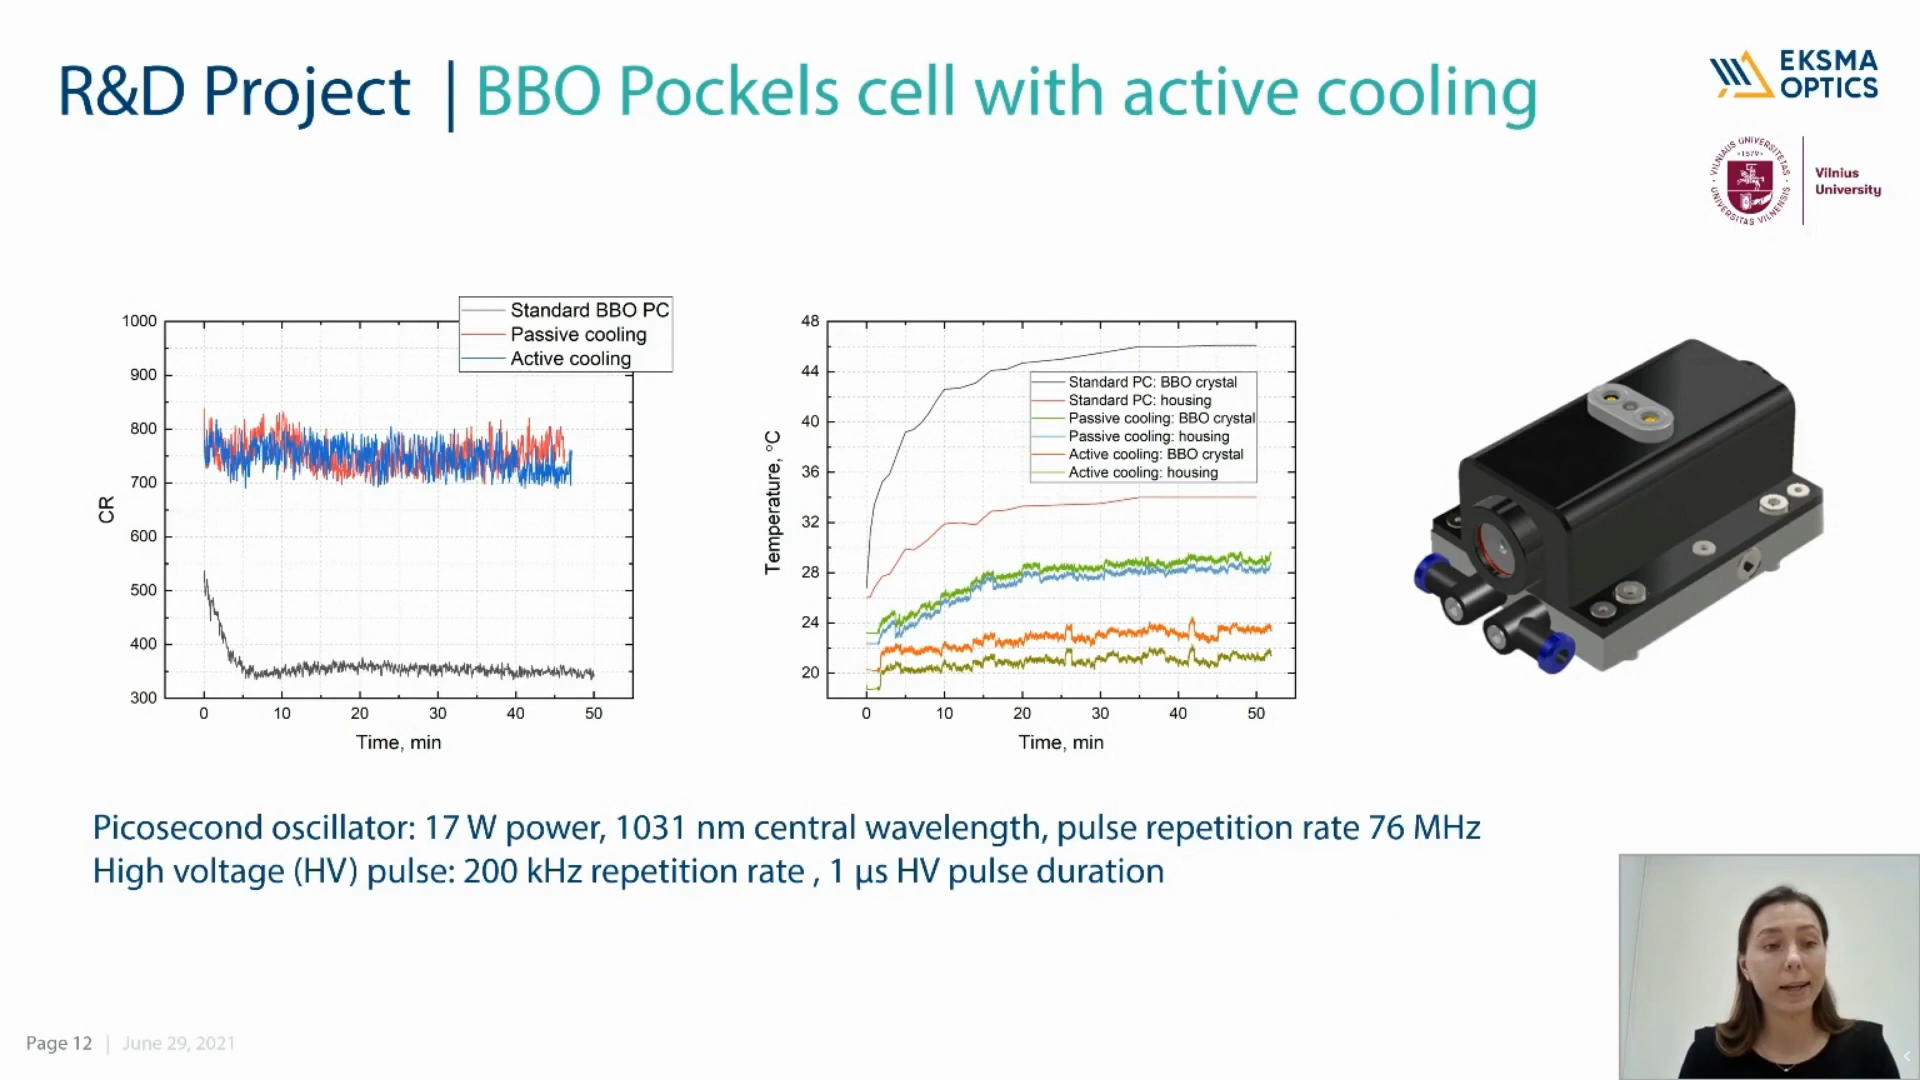 R&D Project | BBO Pockels cell with active cooling
EKSMA
OPTICS
VILNIAUS UNIVERSITETAS
·1579·
UNIVERSITAS VILNENSIS
Vilnius
University
Standard BBO PC
Passive cooling
Active cooling
1000
900
800
700
600
500
400
300
CR
0 10 20 30 40 50
Time, min
48
44
40
36
32
28
24
20
Temperature, °C
Standard PC: BBO crystal
Standard PC: housing
Passive cooling: BBO crystal
Passive cooling: housing
Active cooling: BBO crystal
Active cooling: housing
0 10 20 30 40 50
Time, min
Picosecond oscillator: 17 W power, 1031 nm central wavelength, pulse repetition rate 76 MHz
High voltage (HV) pulse: 200 kHz repetition rate , 1 µs HV pulse duration
Page 12 | June 29, 2021